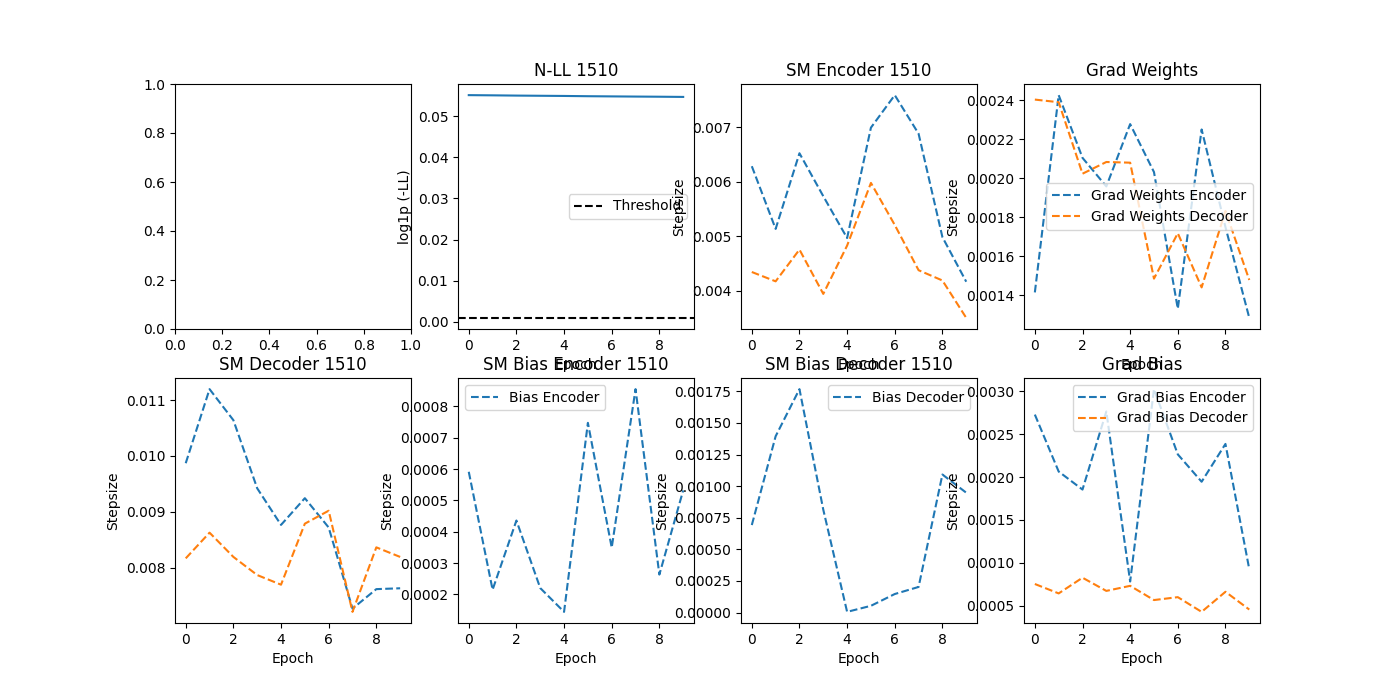 N-LL 1510
SM Encoder 1510
Grad Weights
1.0
0.8
0.6
0.4
0.2
0.0
0.0 0.2 0.4 0.6 0.8 1.0
log1p (-LL)
0.05
0.04
0.03
0.02
0.01
0.00
Threshold
0 2 4 6 8
Epoch
Stepsize
0.007
0.006
0.005
0.004
0 2 4 6 8
Epoch
Stepsize
0.0024
0.0022
0.0020
0.0018
0.0016
0.0014
Grad Weights Encoder
Grad Weights Decoder
0 2 4 6 8
Epoch
SM Decoder 1510
SM Bias Encoder 1510
SM Bias Decoder 1510
Grad Bias
Stepsize
0.011
0.010
0.009
0.008
0 2 4 6 8
Epoch
Stepsize
0.0008
0.0007
0.0006
0.0005
0.0004
0.0003
0.0002
Bias Encoder
0 2 4 6 8
Stepsize
0.00175
0.00150
0.00125
0.00100
0.00075
0.00050
0.00025
0.00000
Bias Decoder
0 2 4 6 8
Epoch
Stepsize
0.0030
0.0025
0.0020
0.0015
0.0010
0.0005
Grad Bias Encoder
Grad Bias Decoder
0 2 4 6 8
Epoch